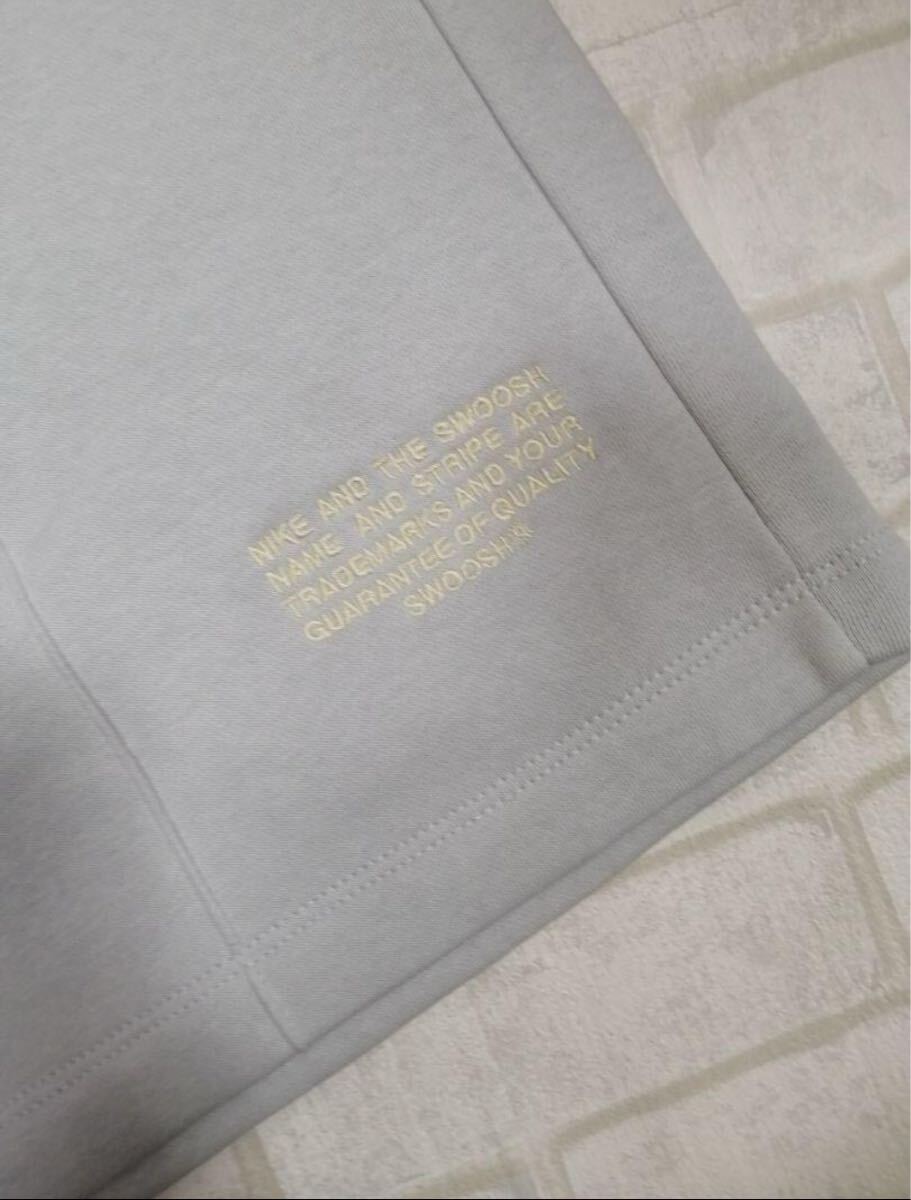 NIKE AND THE SWOOSH
NAME AND STRIPE ARE
TRADEMARKS AND YOUR
GUARANTEE OF QUALITY
SWOOSH®